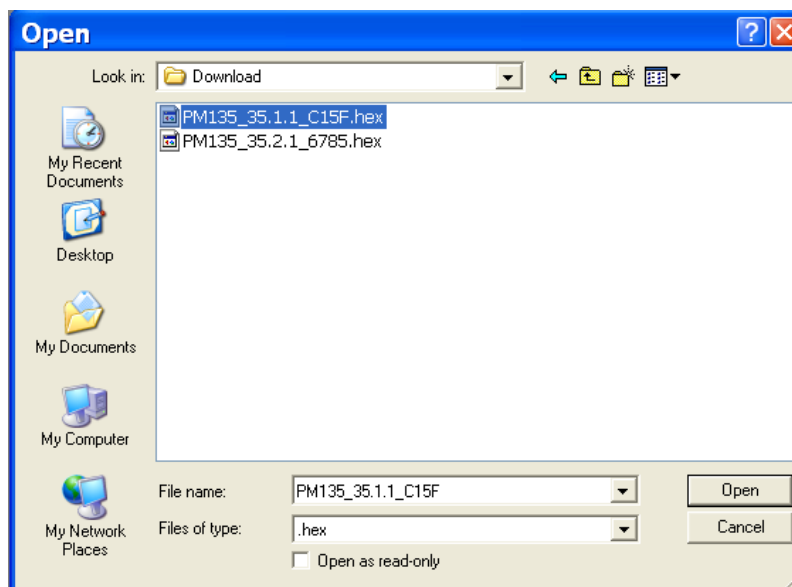 Open
Look in: Download
PM135_35.1.1_C15F.hex
PM135_35.2.1_6785.hex
My Recent
Documents
Desktop
My Documents
My Computer
My Network
Places
File name: PM135_35.1.1_C15F Open
Files of type: .hex Cancel
Open as read-only